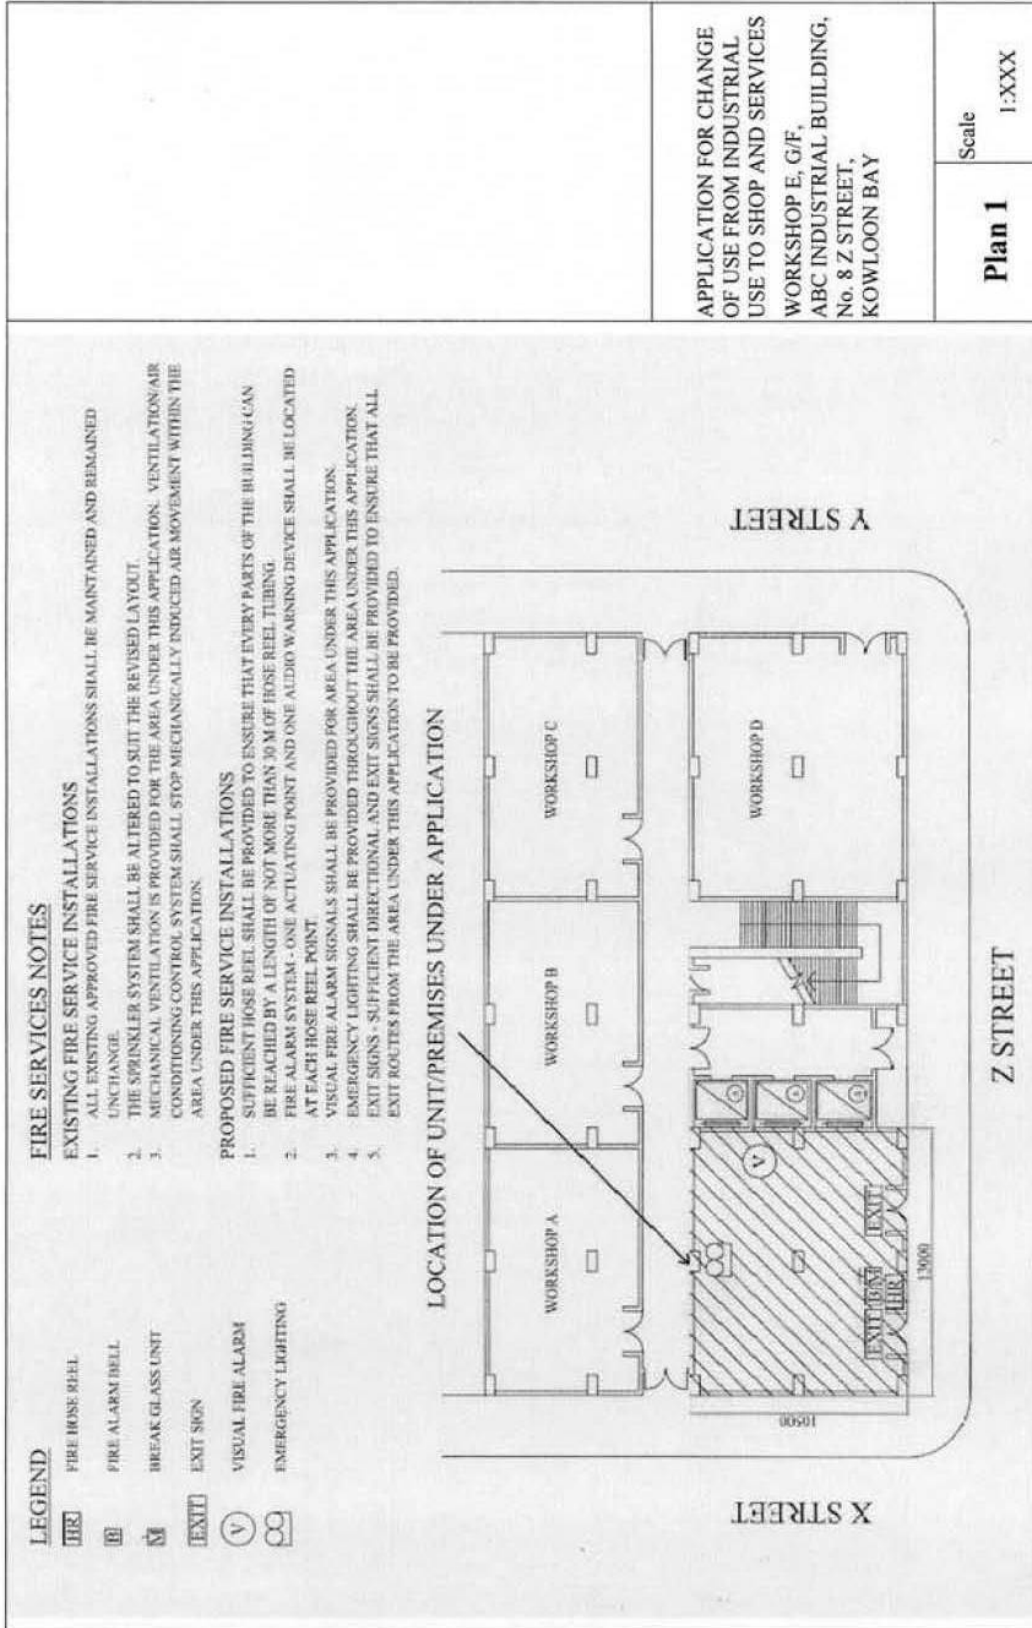 LEGEND
HR FIRE HOSE REEL
B FIRE ALARM BELL
M BREAK GLASS UNIT
EXIT EXIT SIGN
V VISUAL FIRE ALARM
EMERGENCY LIGHTING
FIRE SERVICES NOTES
EXISTING FIRE SERVICE INSTALLATIONS
1. ALL EXISTING APPROVED FIRE SERVICE INSTALLATIONS SHALL BE MAINTAINED AND REMAINED
UNCHANGE.
2. THE SPRINKLER SYSTEM SHALL BE ALTERED TO SUIT THE REVISED LAYOUT.
3. MECHANICAL VENTILATION IS PROVIDED FOR THE AREA UNDER THIS APPLICATION. VENTILATION/AIR
CONDITIONING CONTROL SYSTEM SHALL STOP MECHANICALLY INDUCED AIR MOVEMENT WITHIN THE
AREA UNDER THIS APPLICATION.
PROPOSED FIRE SERVICE INSTALLATIONS
1. SUFFICIENT HOSE REEL SHALL BE PROVIDED TO ENSURE THAT EVERY PARTS OF THE BUILDING CAN
BE REACHED BY A LENGTH OF NOT MORE THAN 30 M OF HOSE REEL TUBING.
2. FIRE ALARM SYSTEM - ONE ACTUATING POINT AND ONE AUDIO WARNING DEVICE SHALL BE LOCATED
AT EACH HOSE REEL POINT.
3. VISUAL FIRE ALARM SIGNALS SHALL BE PROVIDED FOR AREA UNDER THIS APPLICATION.
4. EMERGENCY LIGHTING SHALL BE PROVIDED THROUGHOUT THE AREA UNDER THIS APPLICATION.
5. EXIT SIGNS - SUFFICIENT DIRECTIONAL AND EXIT SIGNS SHALL BE PROVIDED TO ENSURE THAT ALL
EXIT ROUTES FROM THE AREA UNDER THIS APPLICATION TO BE PROVIDED.
LOCATION OF UNIT/PREMISES UNDER APPLICATION
WORKSHOP A
WORKSHOP B
WORKSHOP C
WORKSHOP D
V
EXIT B M
HR
EXIT
10500
13000
X STREET
Y STREET
Z STREET
APPLICATION FOR CHANGE
OF USE FROM INDUSTRIAL
USE TO SHOP AND SERVICES
WORKSHOP E, G/F,
ABC INDUSTRIAL BUILDING,
No. 8 Z STREET,
KOWLOON BAY
Plan 1
Scale
1:XXX